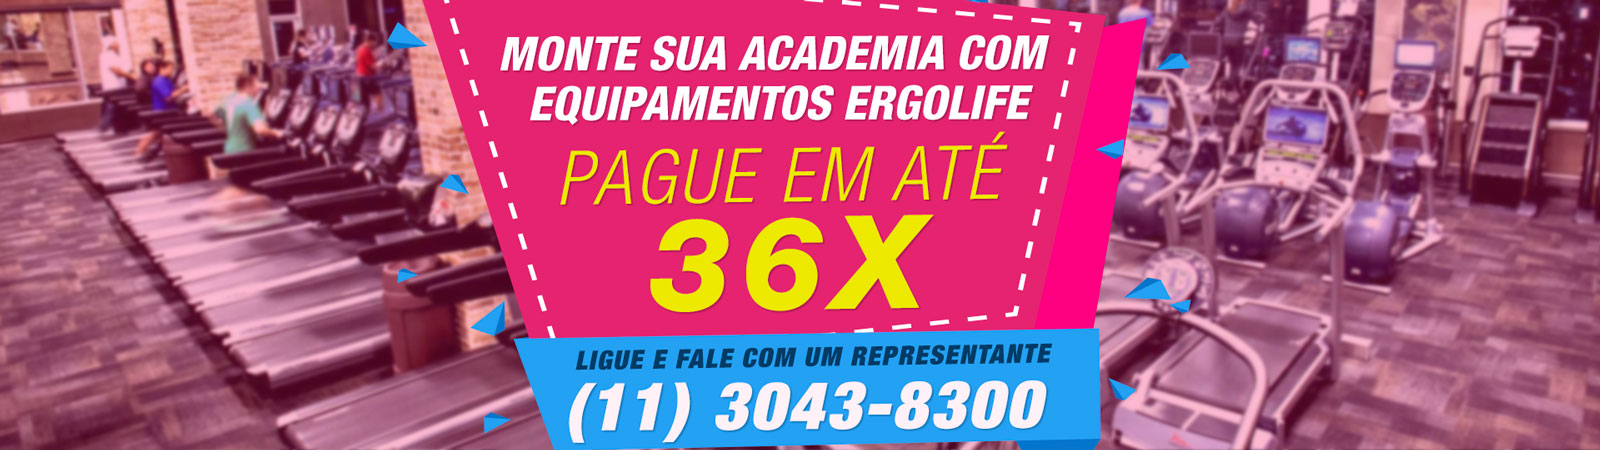 MONTE SUA ACADEMIA COM
EQUIPAMENTOS ERGOLIFE
PAGUE EM ATÉ
36X
LIGUE E FALE COM UM REPRESENTANTE
(11) 3043-8300